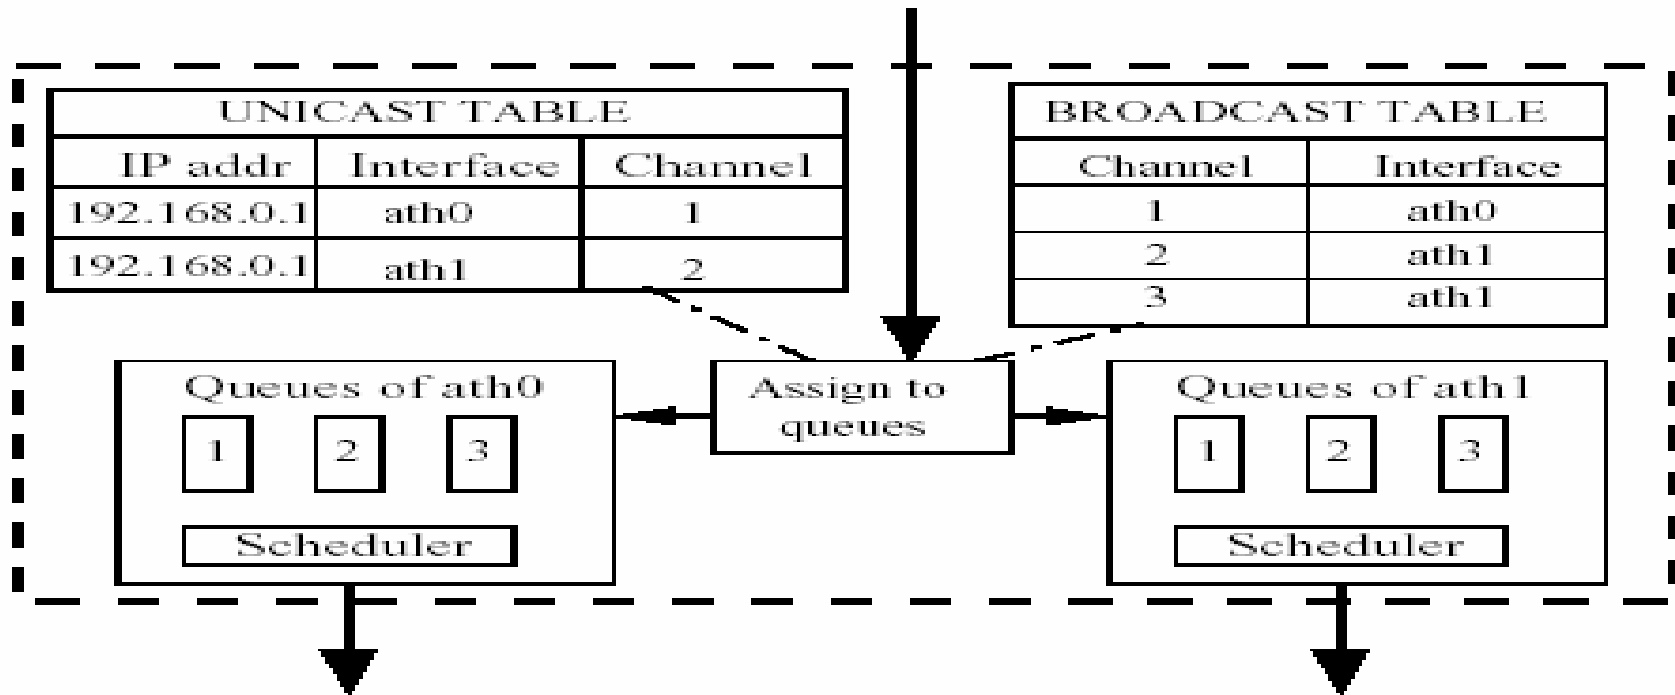 UNICAST TABLE
IP addr Interface Channel
192.168.0.1 ath0 1
192.168.0.1 ath1 2
BROADCAST TABLE
Channel Interface
1 ath0
2 ath1
3 ath1
Queues of ath0
1 2 3
Scheduler
Assign to
queues
Queues of ath1
1 2 3
Scheduler